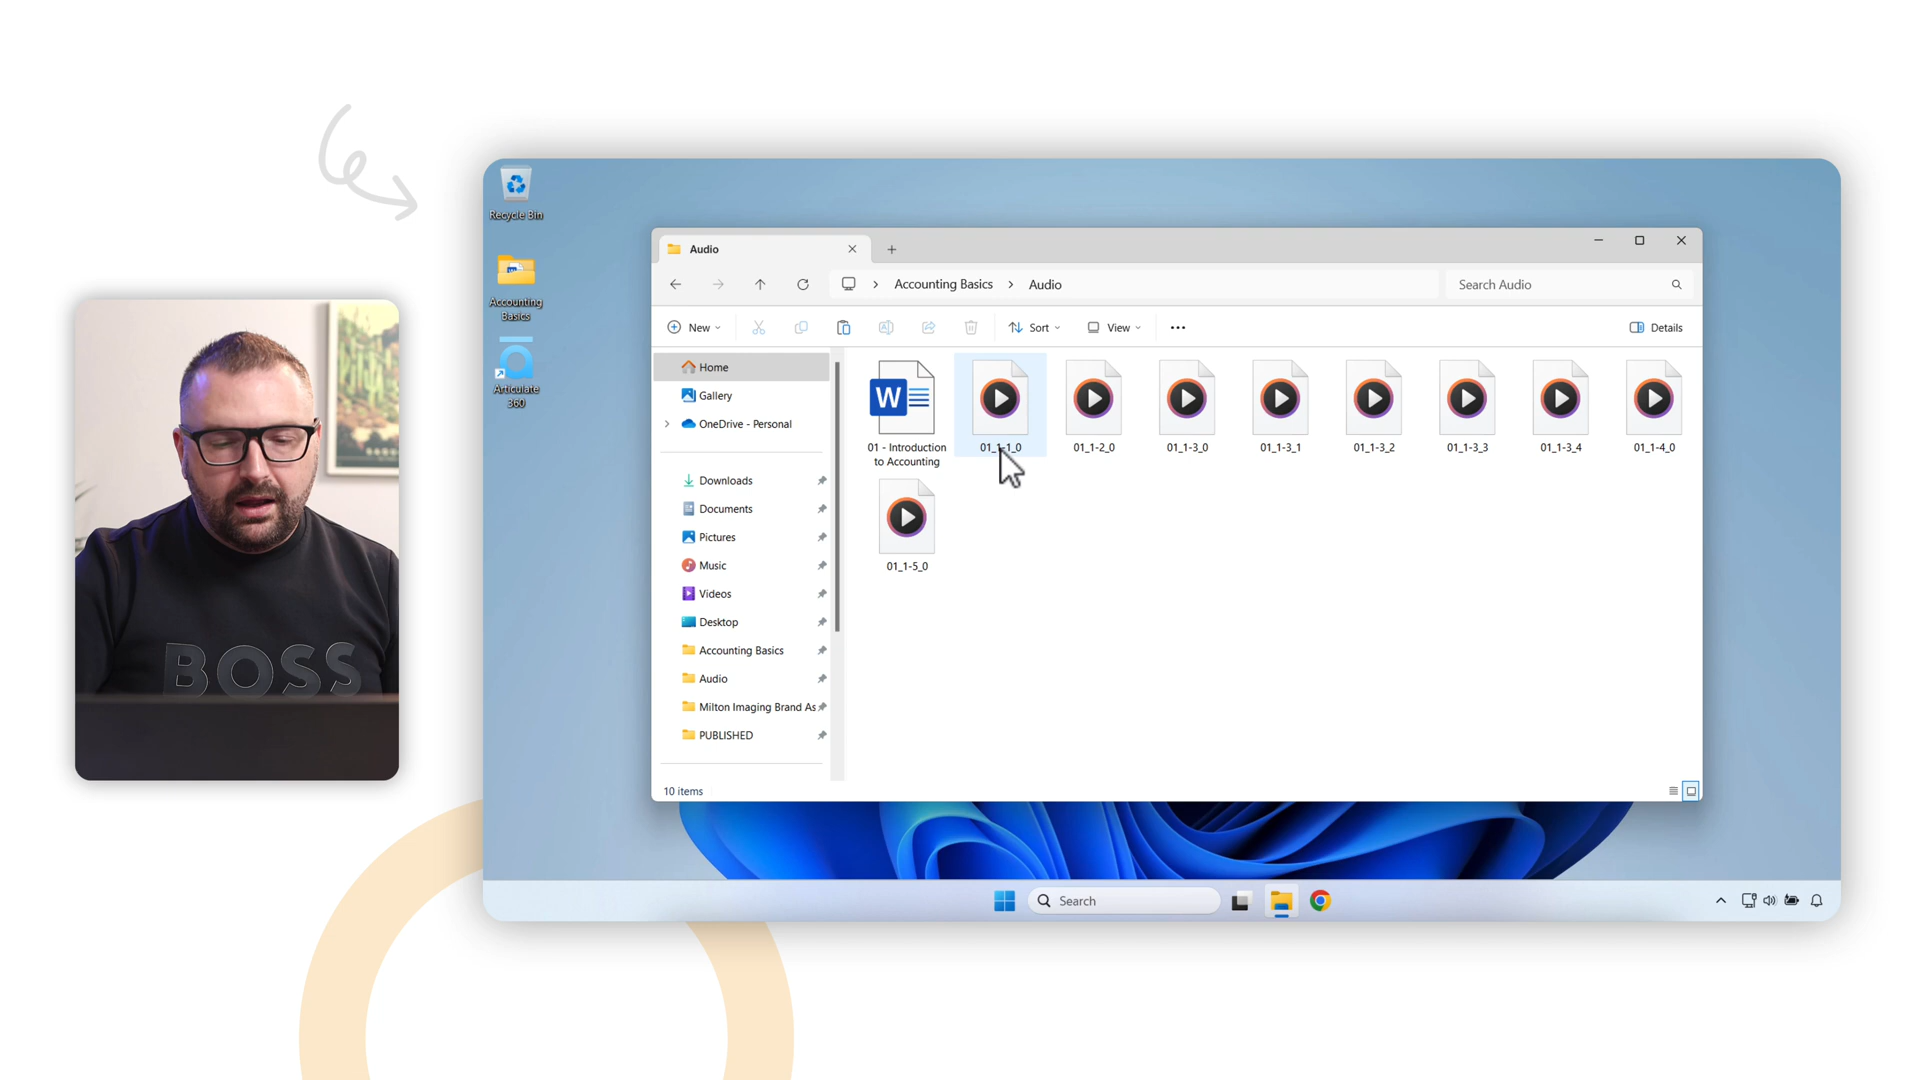 Recycle Bin
Accounting
Basics
Articulate
360
BOSS
Audio
Accounting Basics
Audio
Search Audio
New
Sort
View
Details
Home
Gallery
OneDrive - Personal
Downloads
Documents
Pictures
Music
Videos
Desktop
Accounting Basics
Audio
Milton Imaging Brand As
PUBLISHED
01 - Introduction
to Accounting
01_1-1_0
01_1-2_0
01_1-3_0
01_1-3_1
01_1-3_2
01_1-3_3
01_1-3_4
01_1-4_0
01_1-5_0
10 items
Search